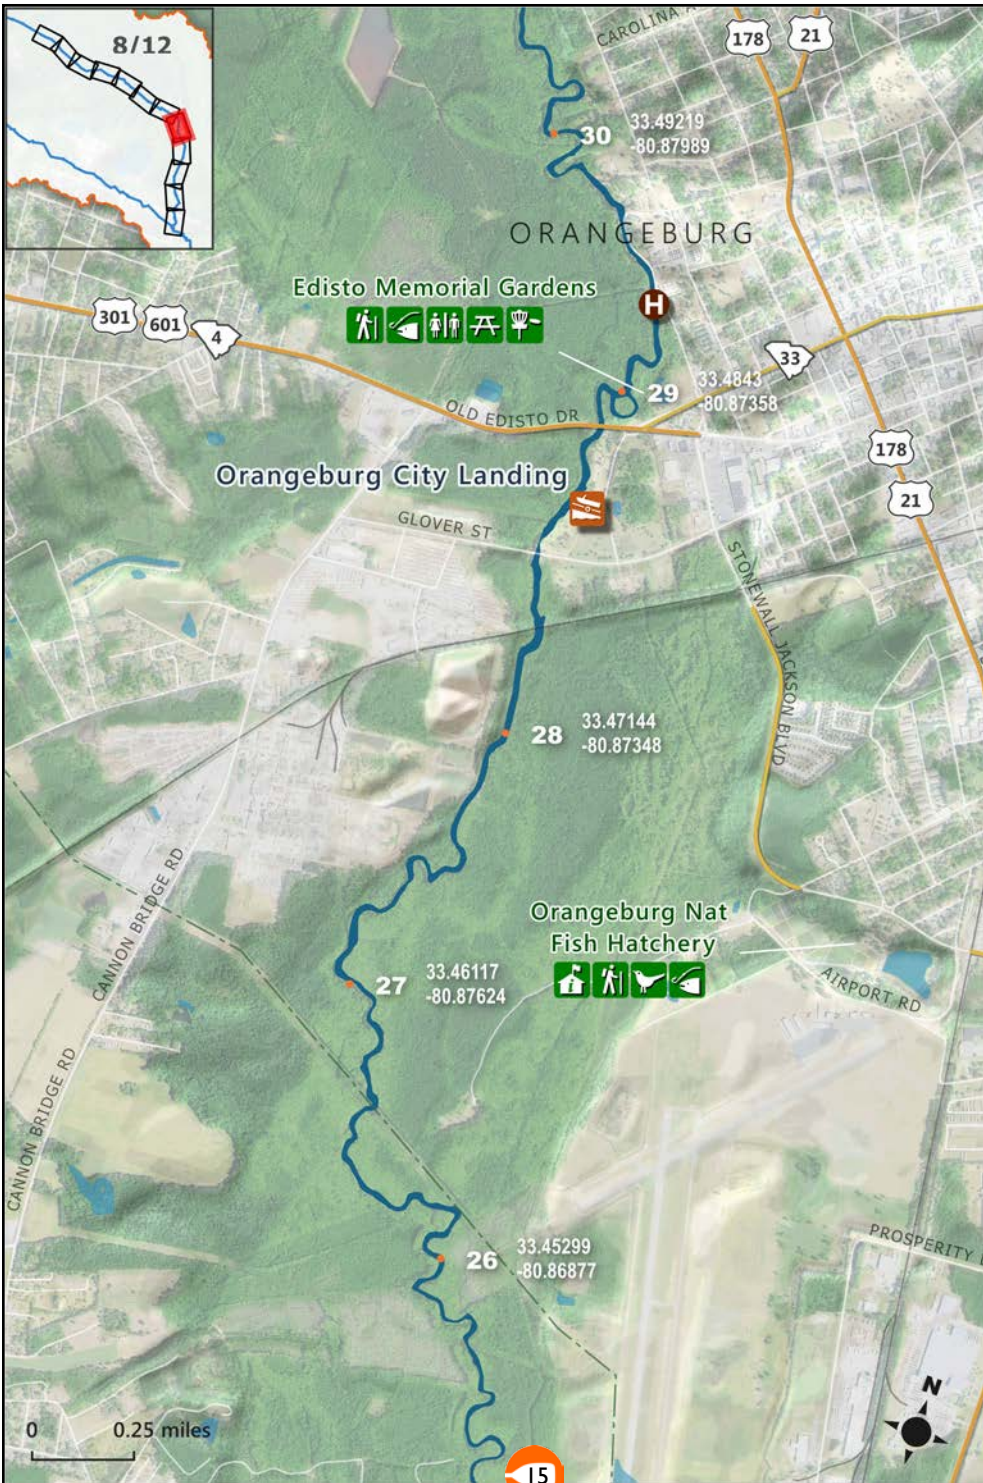 8/12
CAROLINA A
178
21
30
33.49219
-80.87989
ORANGEBURG
Edisto Memorial Gardens
H
301
601
4
33
29
33.4843
-80.87358
OLD EDISTO DR
178
21
Orangeburg City Landing
GLOVER ST
STONEWALL JACKSON BLVD
28
33.47144
-80.87348
CANNON BRIDGE RD
Orangeburg Nat
Fish Hatchery
27
33.46117
-80.87624
AIRPORT RD
CANNON BRIDGE RD
26
33.45299
-80.86877
PROSPERITY
N
0
0.25 miles
15